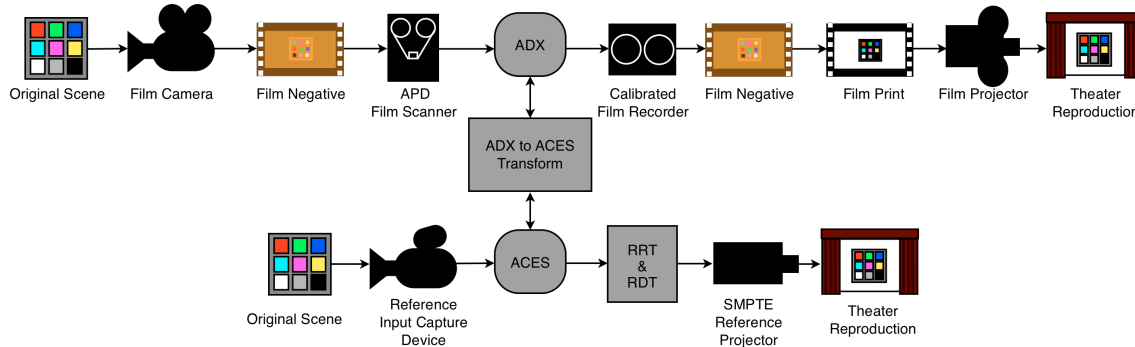 ADX
Original Scene
Film Camera
Film Negative
APD
Film Scanner
Calibrated
Film Recorder
Film Negative
Film Print
Film Projector
Theater
Reproduction
ADX to ACES
Transform
ACES
RRT
&
RDT
Original Scene
Reference
Input Capture
Device
SMPTE
Reference
Projector
Theater
Reproduction